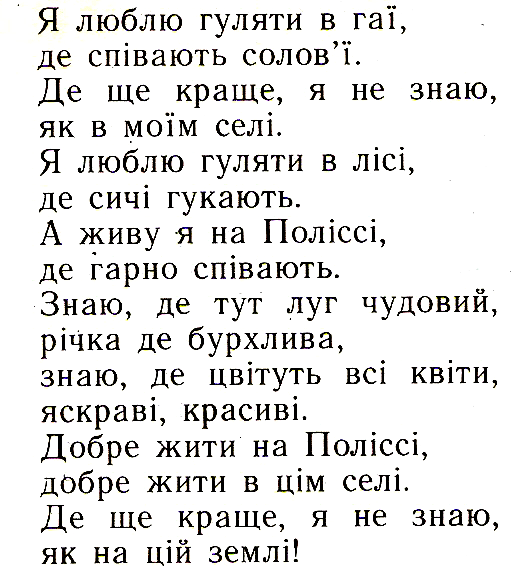 Я люблю гуляти в гаї,
де співають солов’ї.
Де ще краще, я не знаю,
як в моїм селі.
Я люблю гуляти в лісі,
де сичі гукають.
А живу я на Поліссі,
де гарно співають.
Знаю, де тут луг чудовий,
річка де бурхлива,
знаю, де цвітуть всі квіти,
яскраві, красиві.
Добре жити на Поліссі,
добре жити в цім селі.
Де ще краще, я не знаю,
як на цій землі!